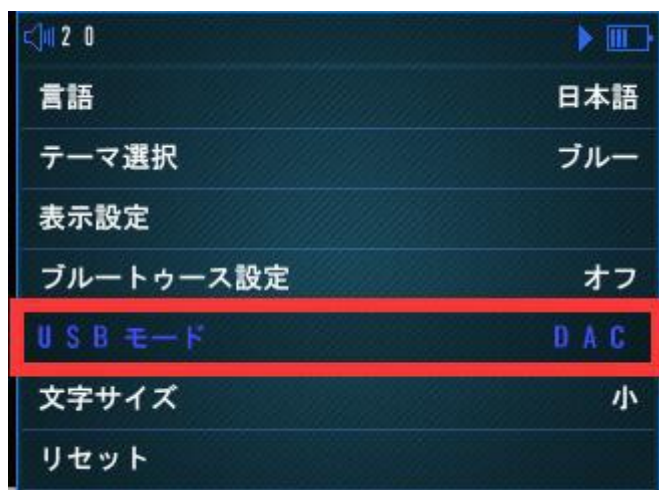 20
言語 日本語
テーマ選択 ブルー
表示設定
ブルートゥース設定 オフ
USBモード DAC
文字サイズ 小
リセット